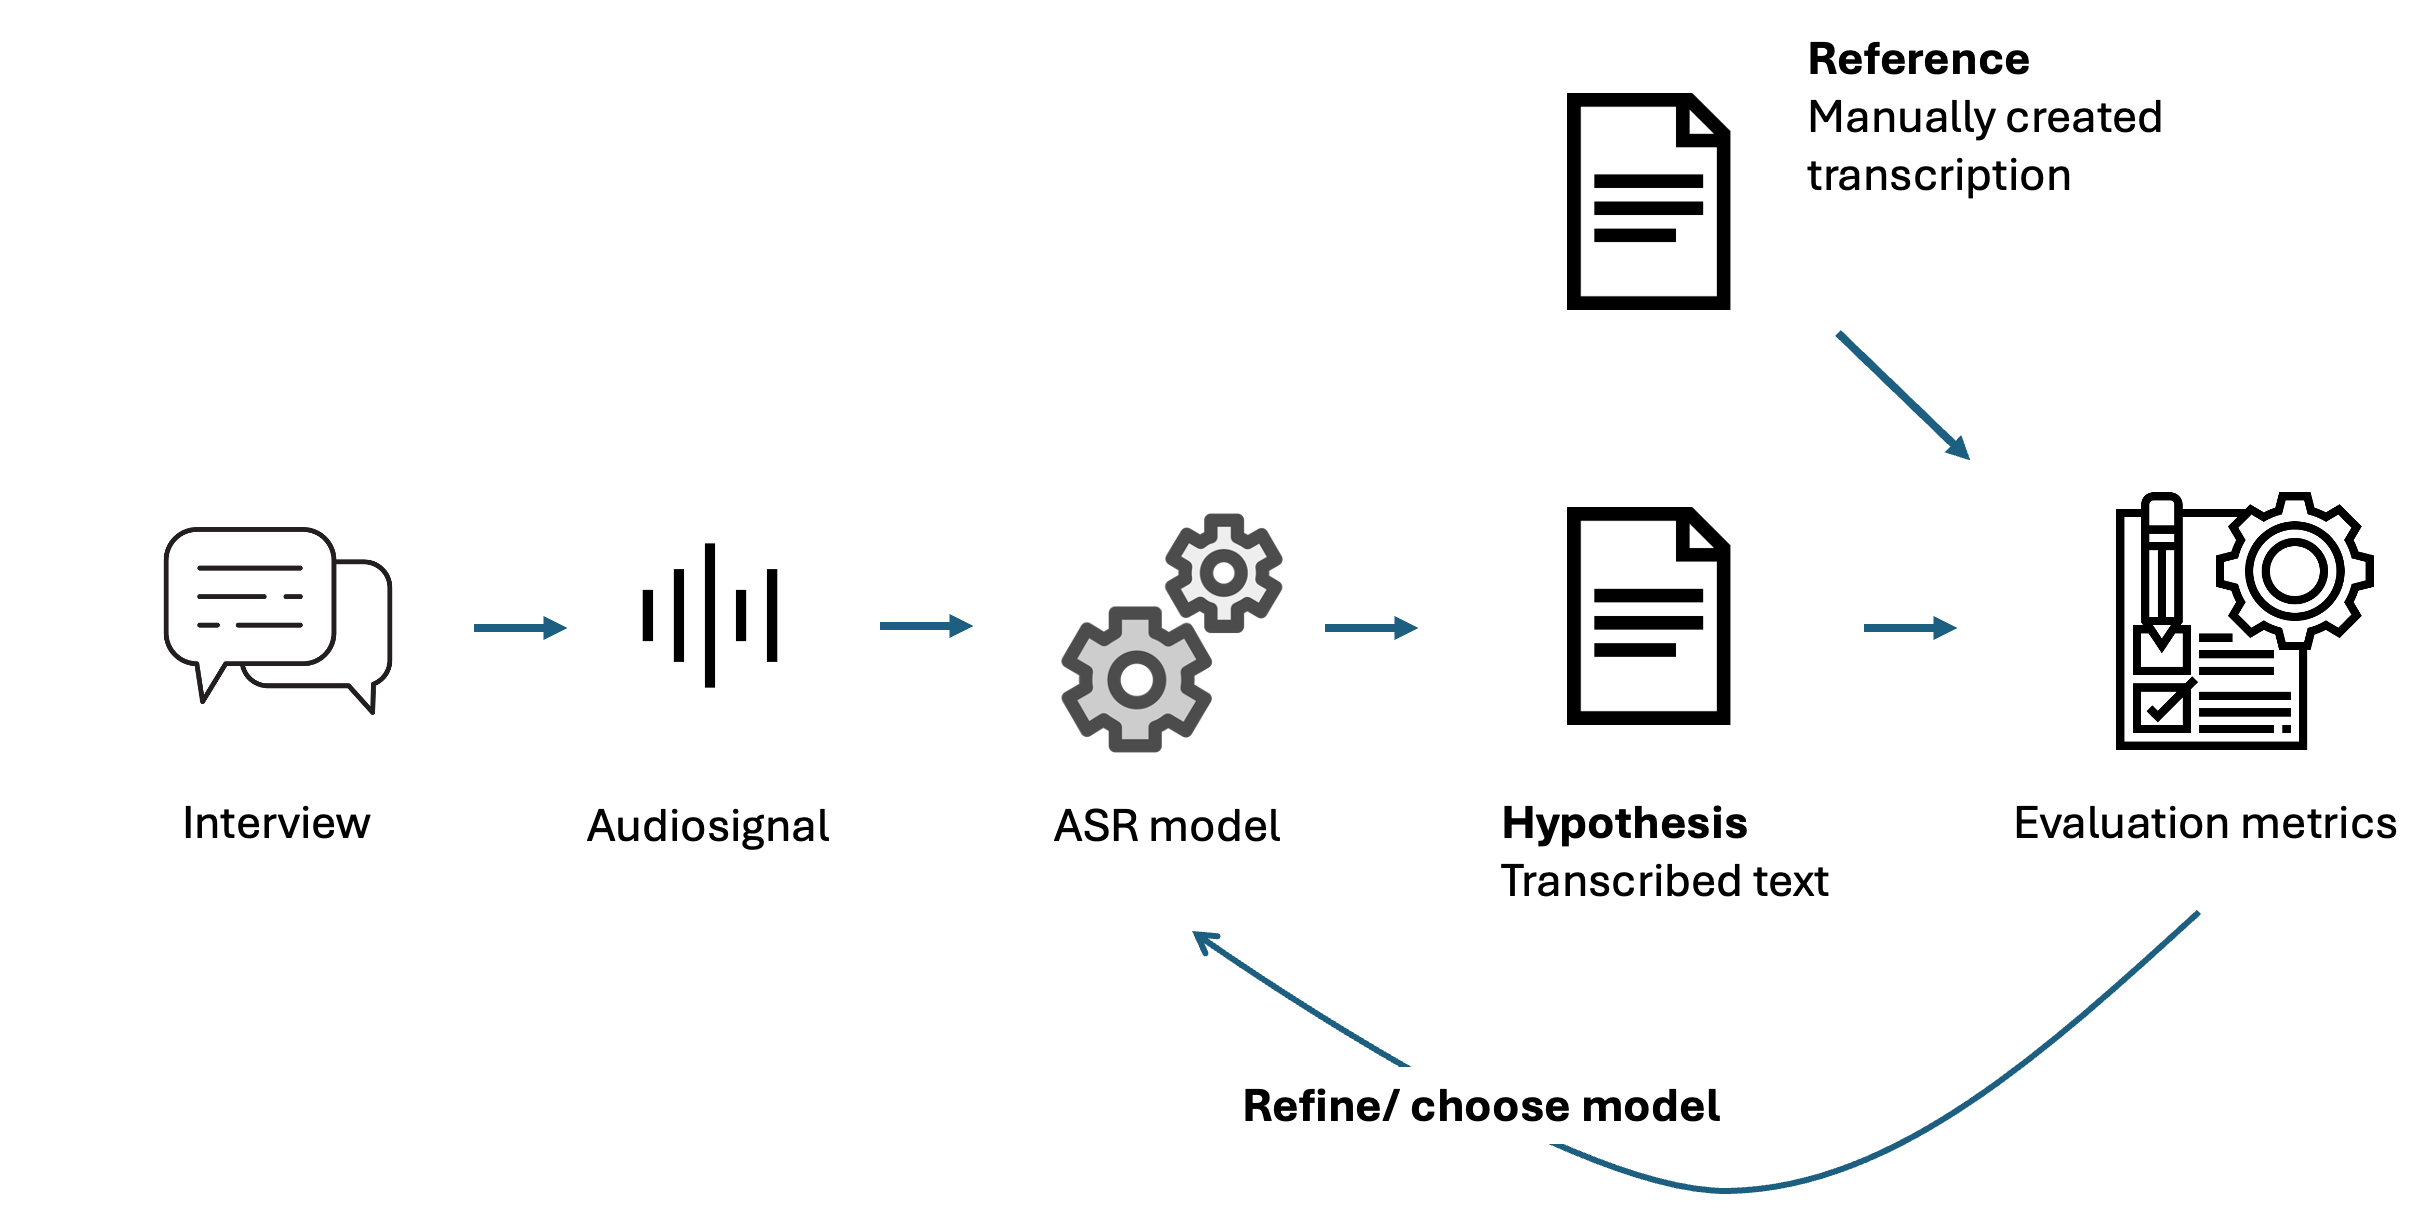 Reference
Manually created
transcription
Interview
Audiosignal
ASR model
Hypothesis
Transcribed text
Evaluation metrics
Refine/ choose model